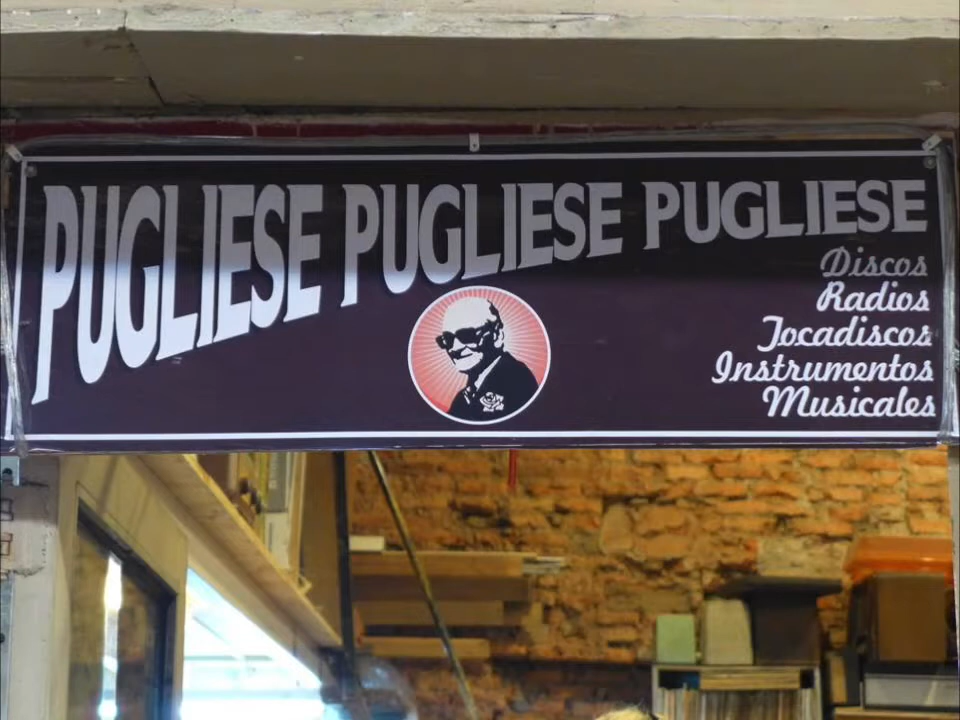 PUGLIESE PUGLIESE PUGLIESE
Discos
Radios
Tocadiscos
Instrumentos
Musicales